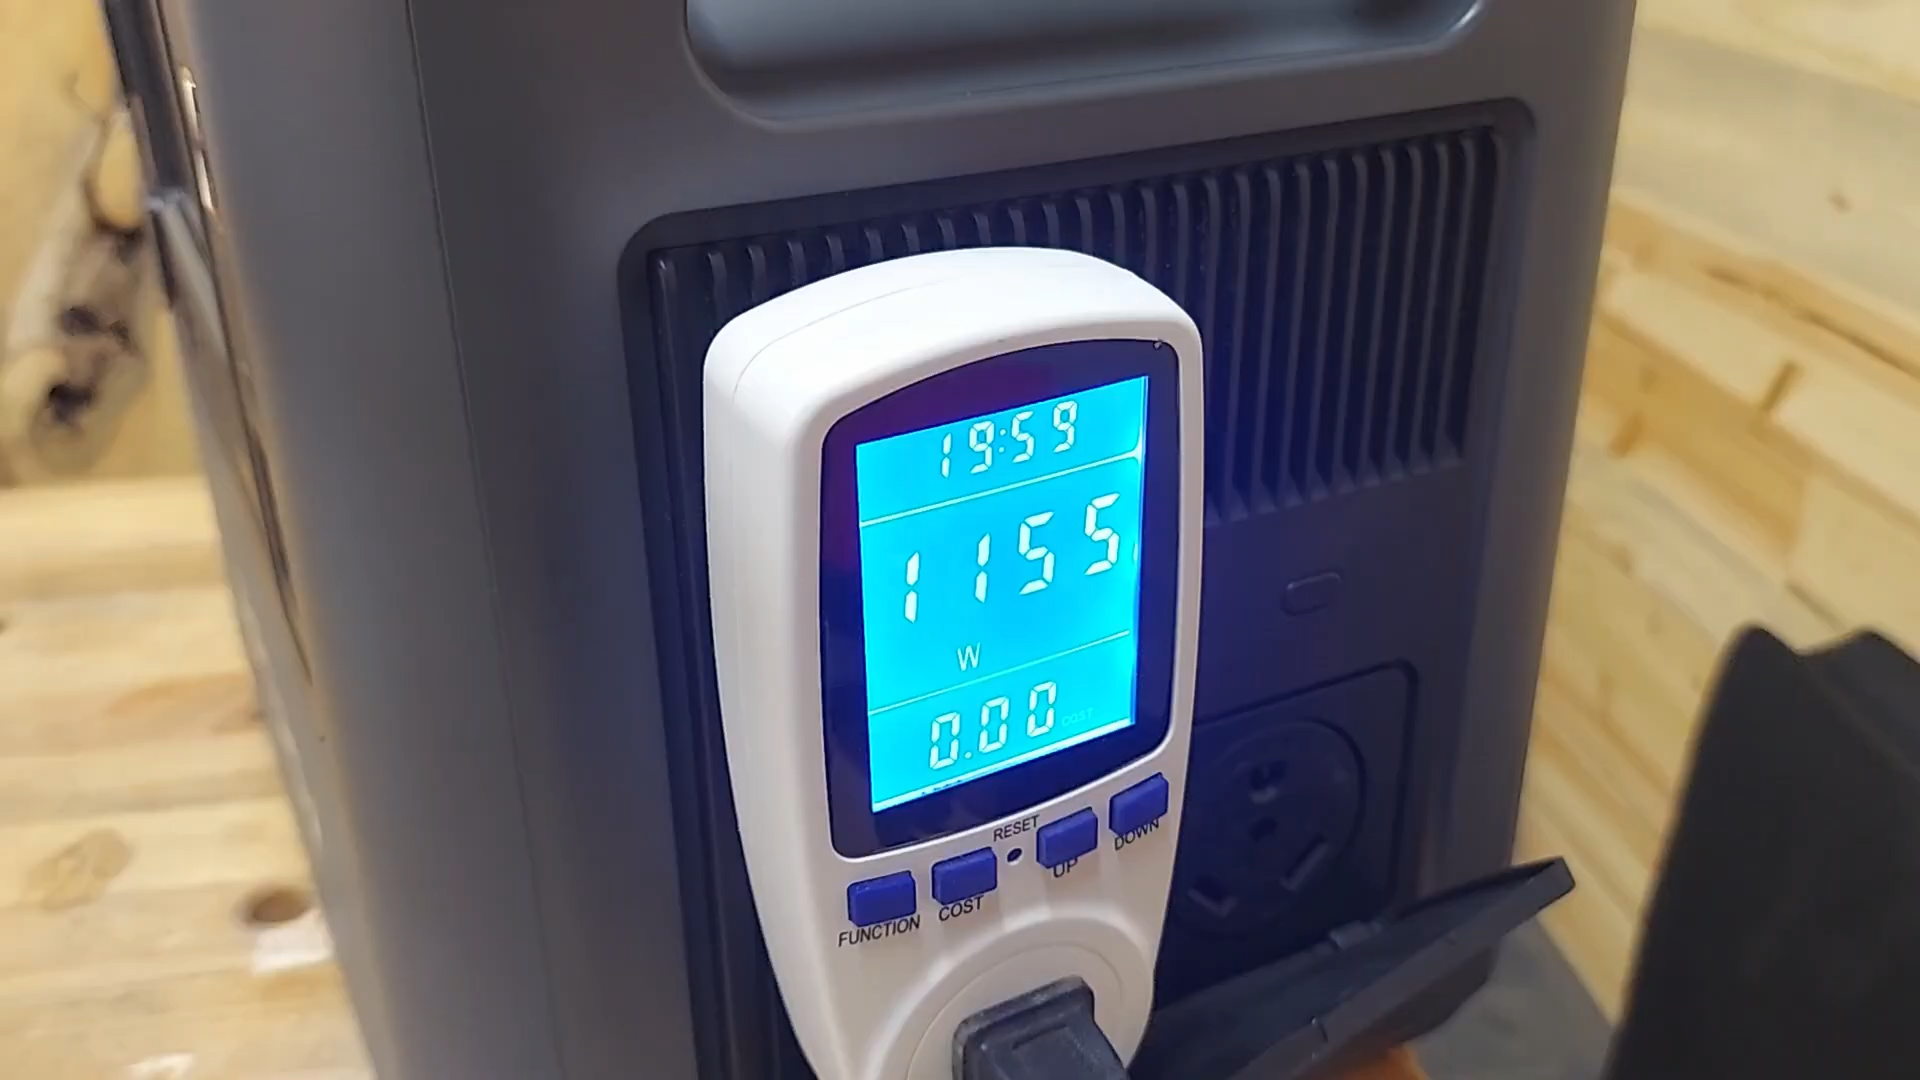 19:59
1155
W
0.00 COST
RESET
UP
DOWN
FUNCTION
COST